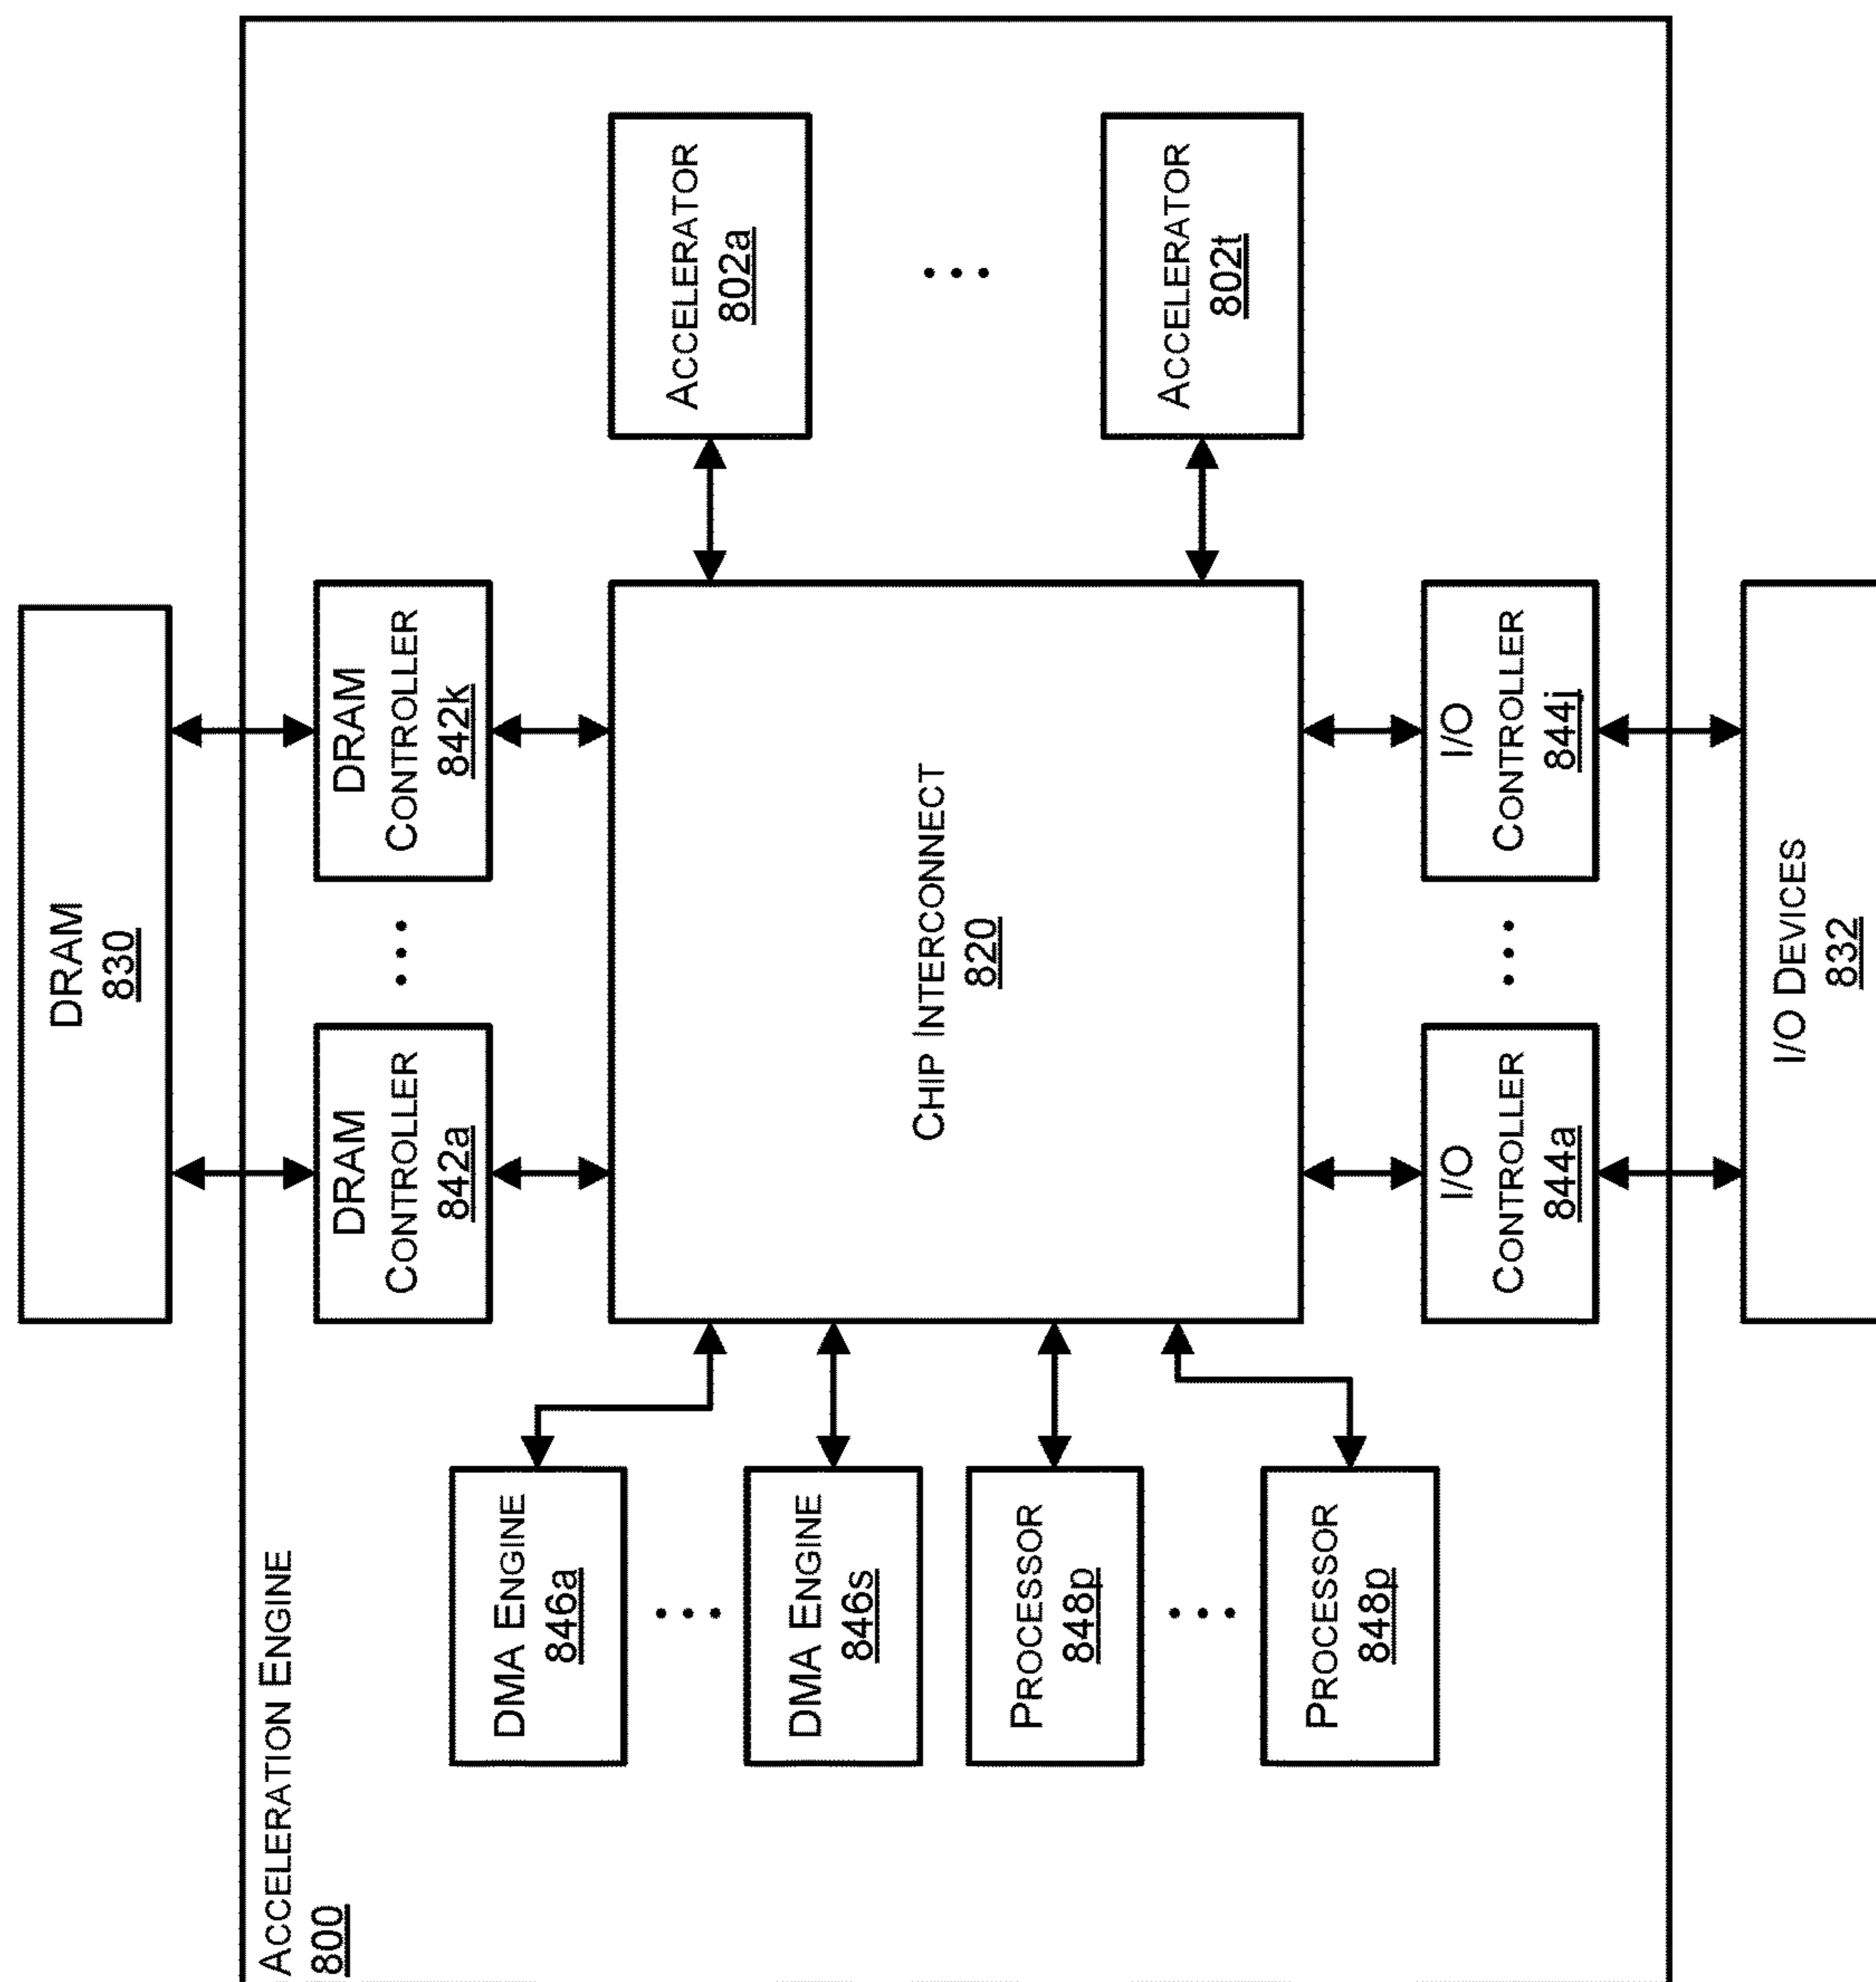 ACCELERATION ENGINE
800
DRAM
830
DRAM
CONTROLLER
842a
...
DRAM
CONTROLLER
842k
DMA ENGINE
846a
...
DMA ENGINE
846s
PROCESSOR
848p
...
PROCESSOR
848p
CHIP INTERCONNECT
820
ACCELERATOR
802a
...
ACCELERATOR
802t
I/O
CONTROLLER
844a
...
I/O
CONTROLLER
844j
I/O DEVICES
832